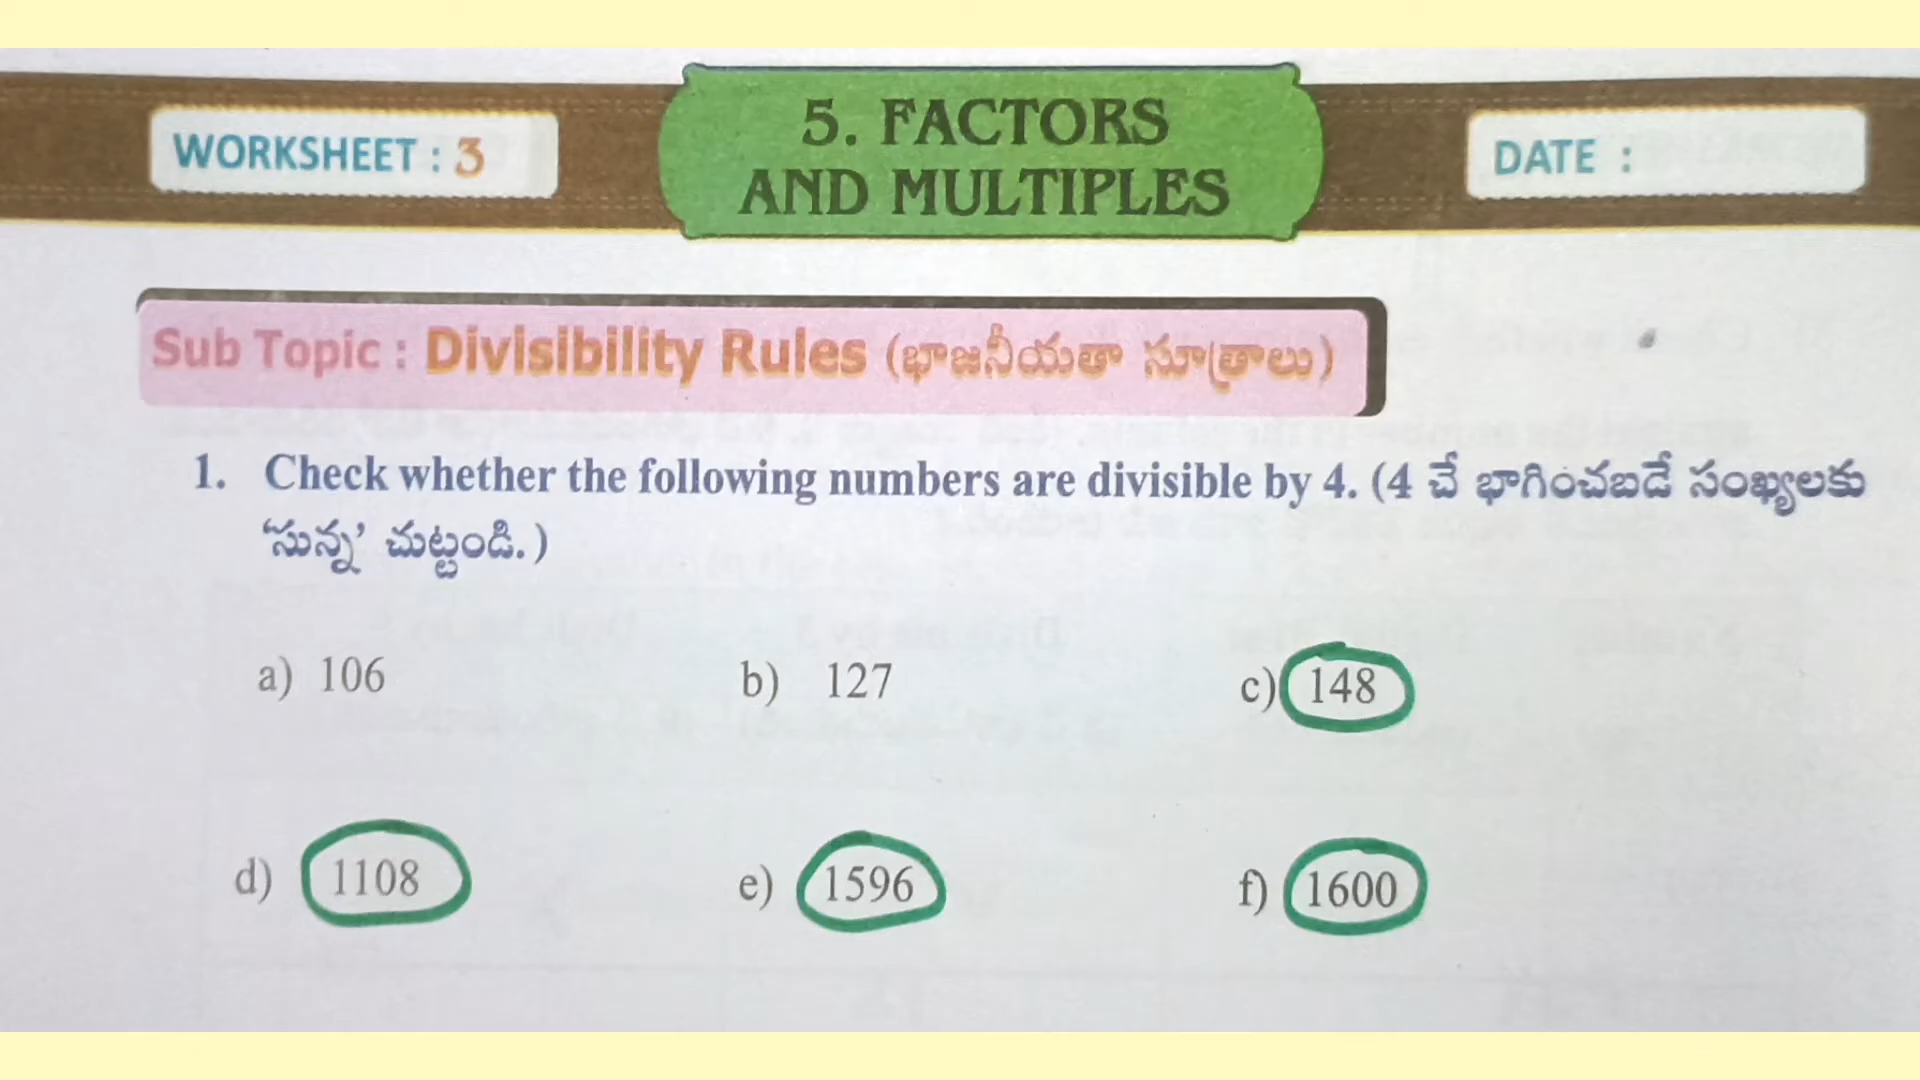 5. FACTORS
AND MULTIPLES
WORKSHEET : 3
DATE :
Sub Topic : Divisibility Rules (భాజనీయతా సూత్రాలు)
1. Check whether the following numbers are divisible by 4. (4 చే భాగించబడే సంఖ్యలకు
‘సున్న’ చుట్టండి.)
a) 106 b) 127 c) 148
d) 1108 e) 1596 f) 1600